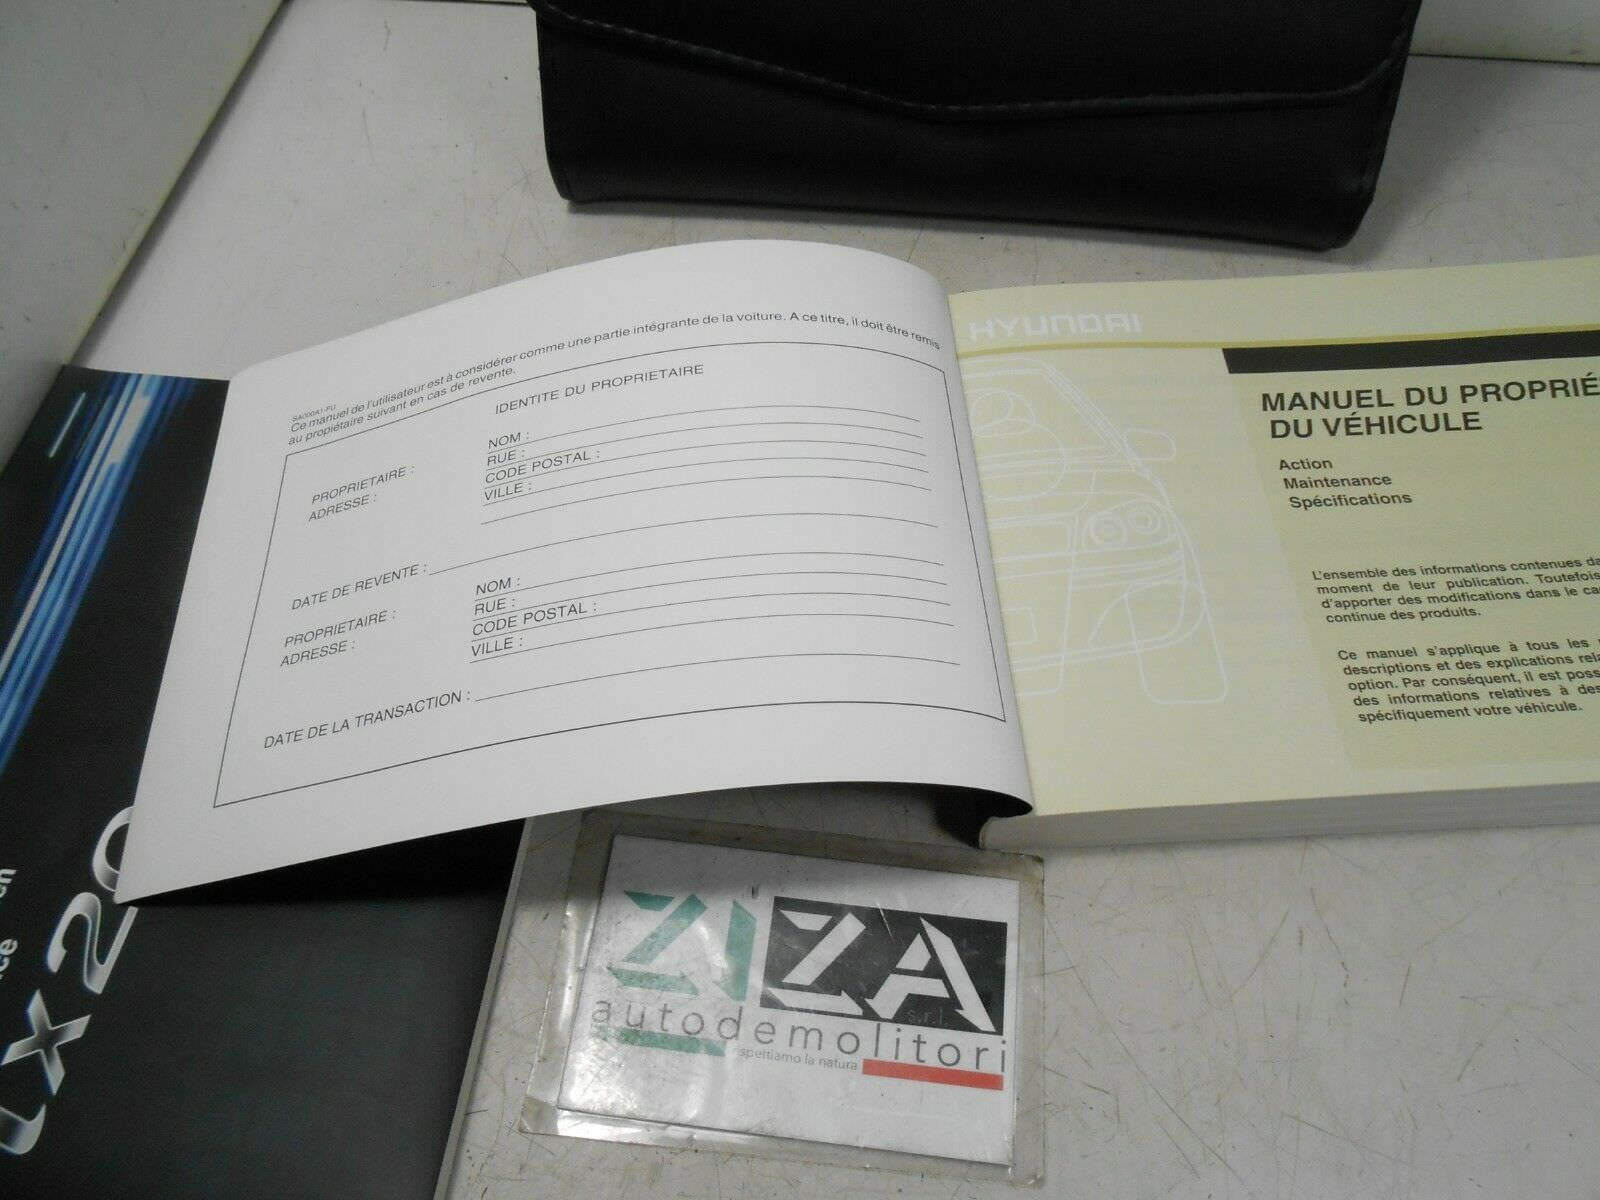 SA000A1-FU
Ce manuel de l'utilisateur est à considérer comme une partie intégrante de la voiture. A ce titre, il doit être remis
au propiétaire suivant en cas de revente.
IDENTITE DU PROPRIETAIRE
PROPRIETAIRE :
NOM :
ADRESSE :
RUE :
CODE POSTAL :
VILLE :
DATE DE REVENTE :
PROPRIETAIRE :
NOM :
ADRESSE :
RUE :
CODE POSTAL :
VILLE :
DATE DE LA TRANSACTION :
HYUNDAI
MANUEL DU PROPRIÉ
DU VÉHICULE
Action
Maintenance
Spécifications
L'ensemble des informations contenues da
moment de leur publication. Toutefois
d'apporter des modifications dans le ca
continue des produits.
Ce manuel s'applique à tous les
descriptions et des explications rela
option. Par conséquent, il est poss
des informations relatives à des
spécifiquement votre véhicule.
en
ce
ix20
ZIZA
s.r.l.
autodemolitori
rispettiamo la natura